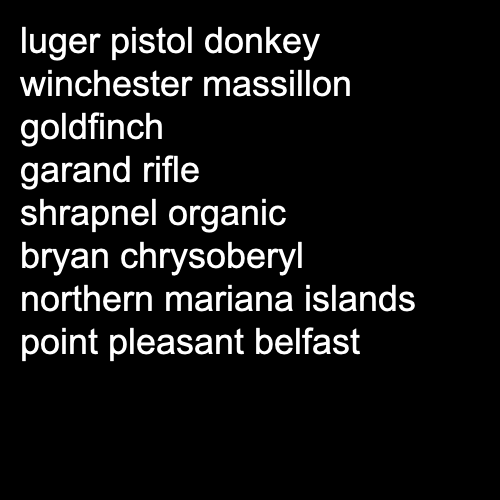 luger pistol donkey
winchester massillon
goldfinch
garand rifle
shrapnel organic
bryan chrysoberyl
northern mariana islands
point pleasant belfast